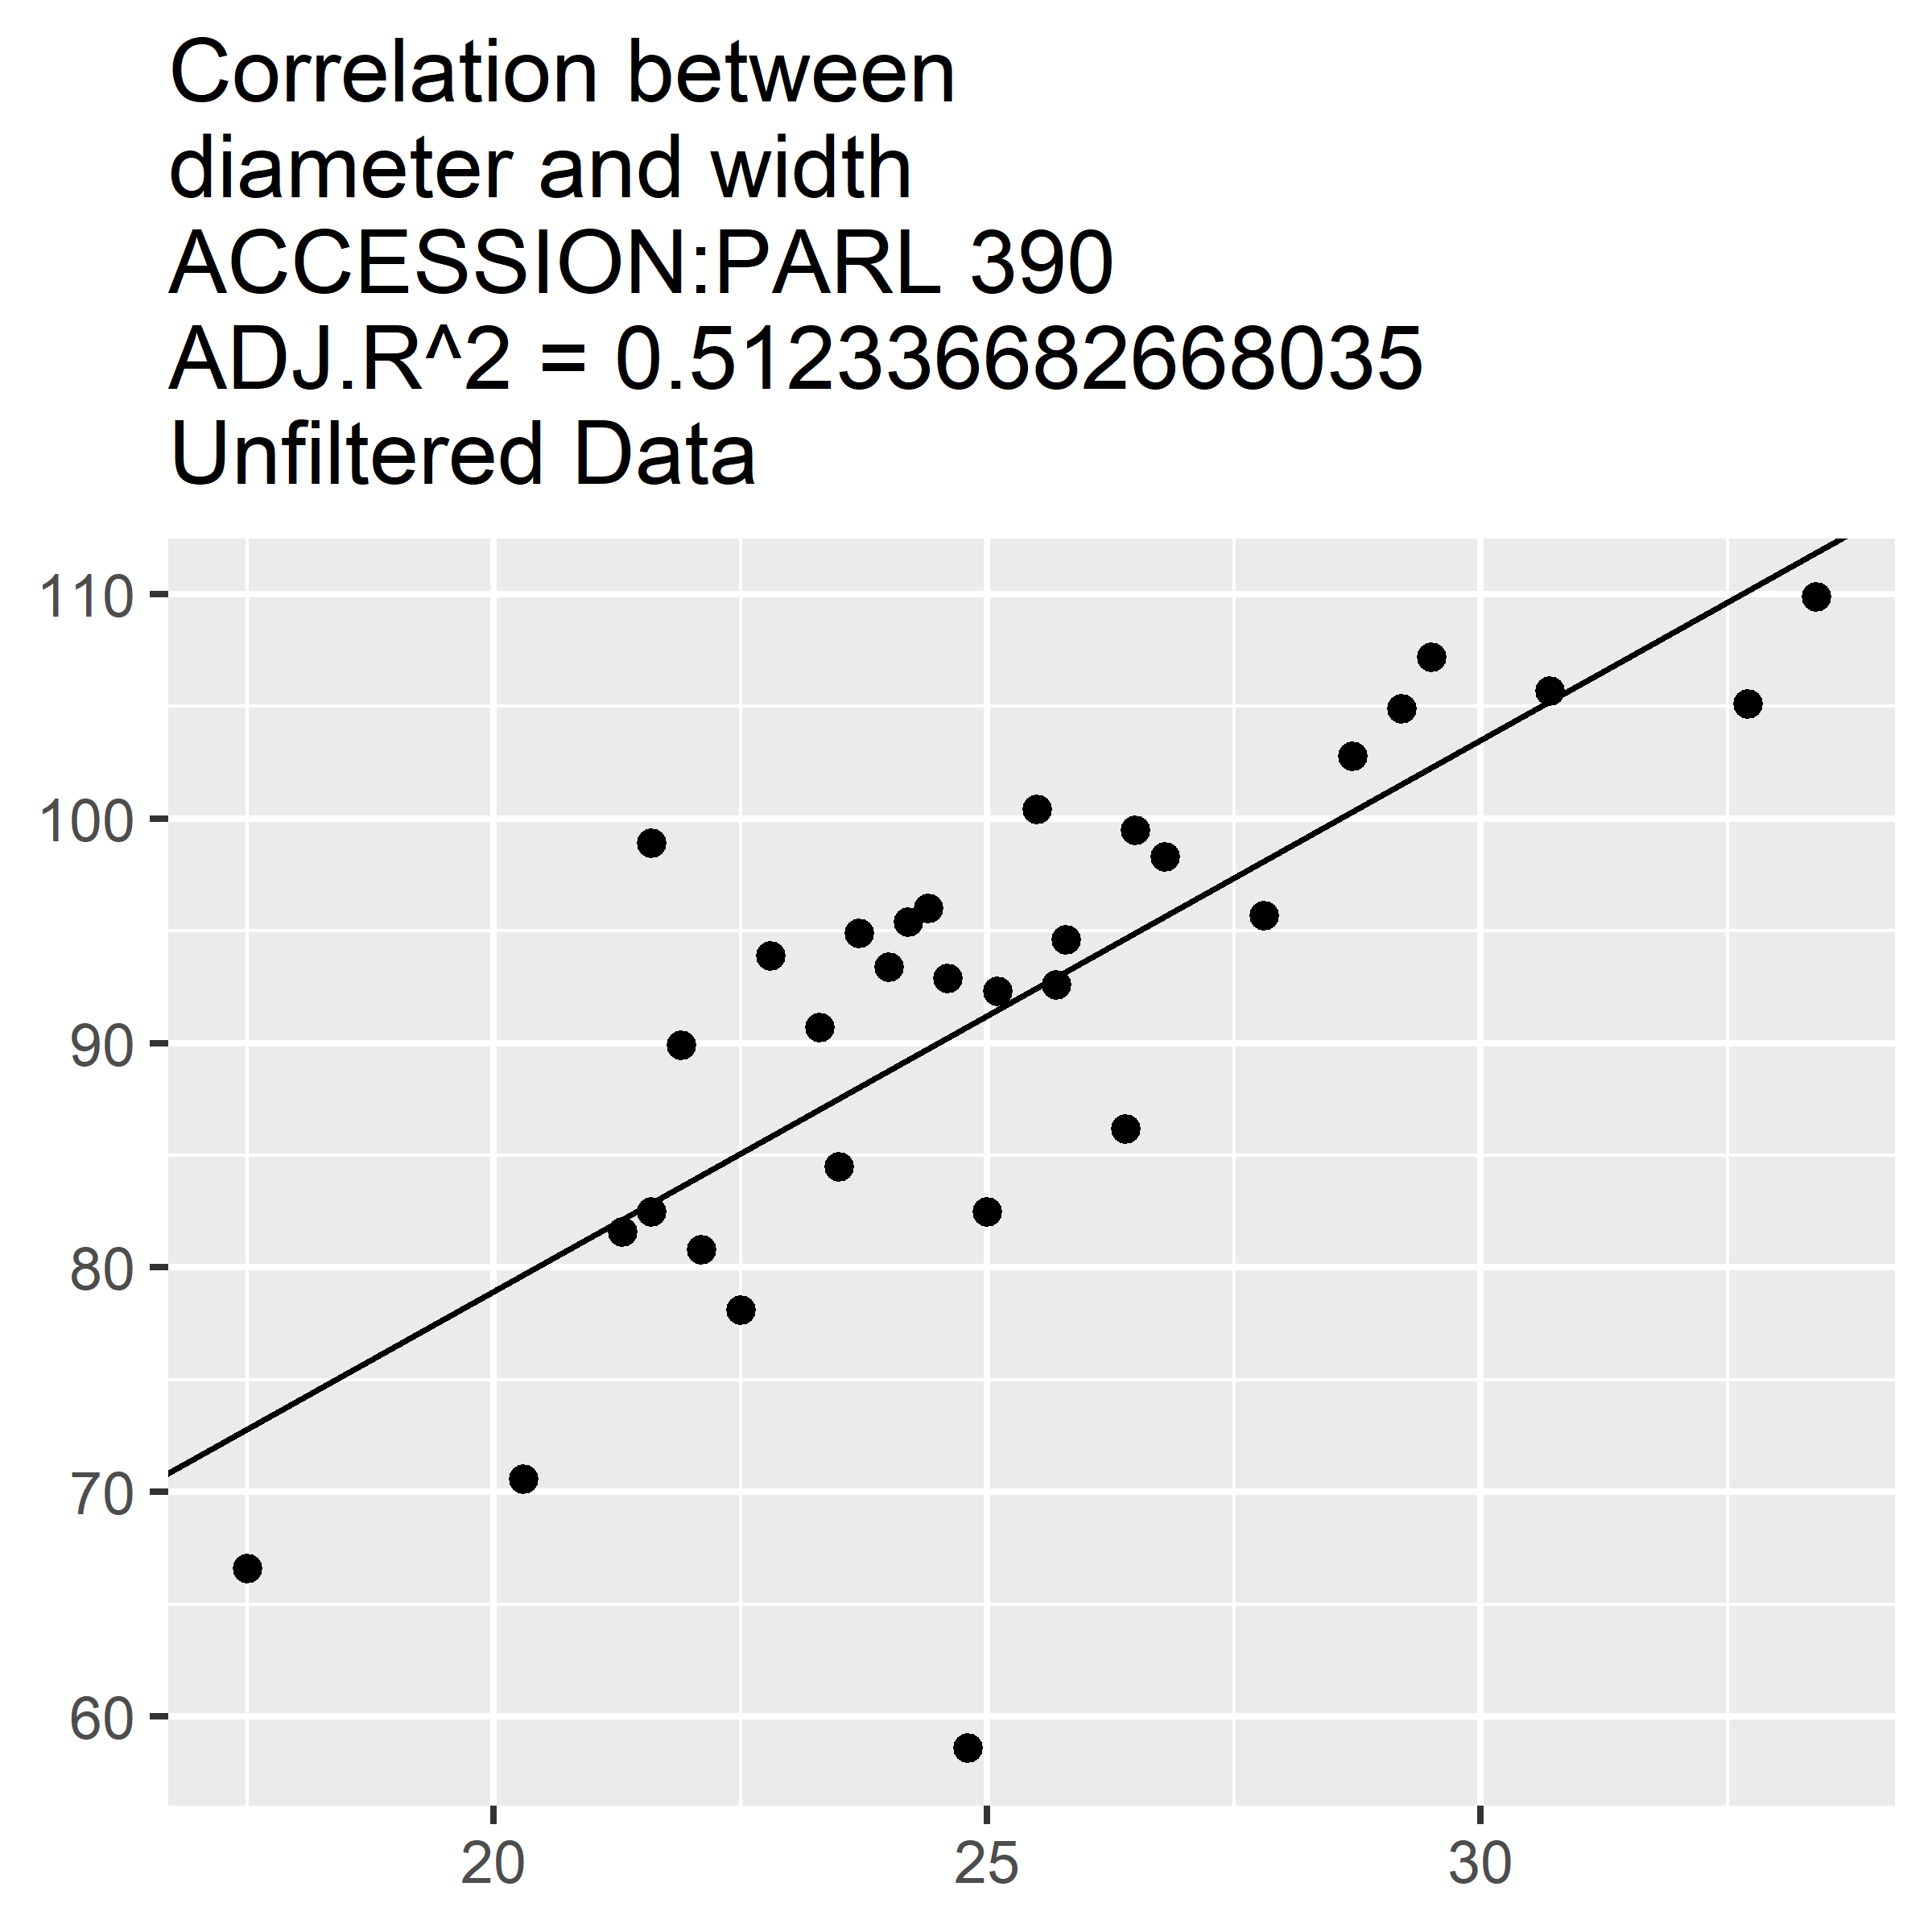 Correlation between
diameter and width
ACCESSION:PARL 390
ADJ.R^2 = 0.512336682668035
Unfiltered Data
110
100
90
80
70
60
20 25 30